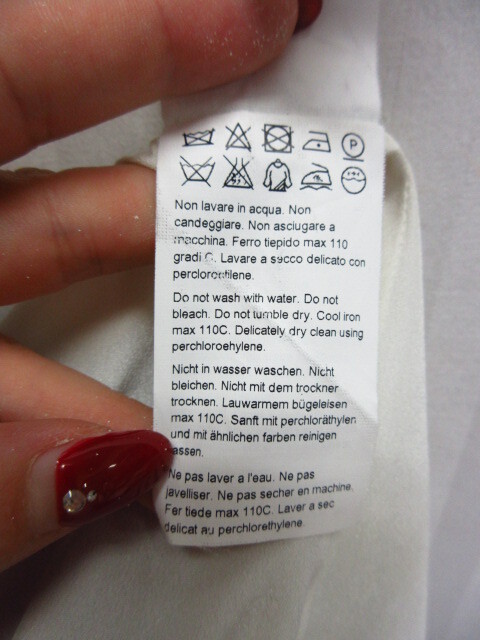 P
Non lavare in acqua. Non
candeggiare. Non asciugare a
macchina. Ferro tiepido max 110
gradi C. Lavare a secco delicato con
percloroetilene.
Do not wash with water. Do not
bleach. Do not tumble dry. Cool iron
max 110C. Delicately dry clean using
perchloroehylene.
Nicht in wasser waschen. Nicht
bleichen. Nicht mit dem trockner
trocknen. Lauwarmem bügeleisen
max 110C. Sanft mit perchloräthylen
und mit ähnlichen farben reinigen
assen.
Ne pas laver a l'eau. Ne pas
javelliser. Ne pas secher en machine.
Fer tiede max 110C. Laver a sec
delicat au perchlorethylene.